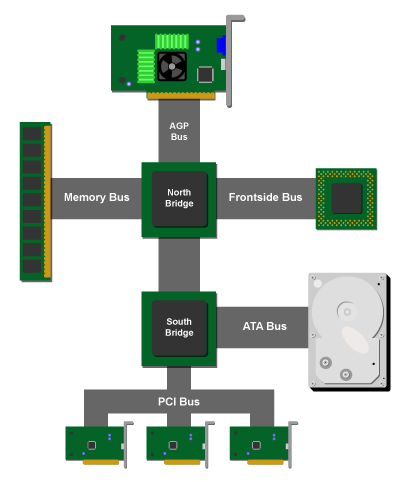 AGP
Bus
Memory Bus
North
Bridge
Frontside Bus
South
Bridge
ATA Bus
PCI Bus